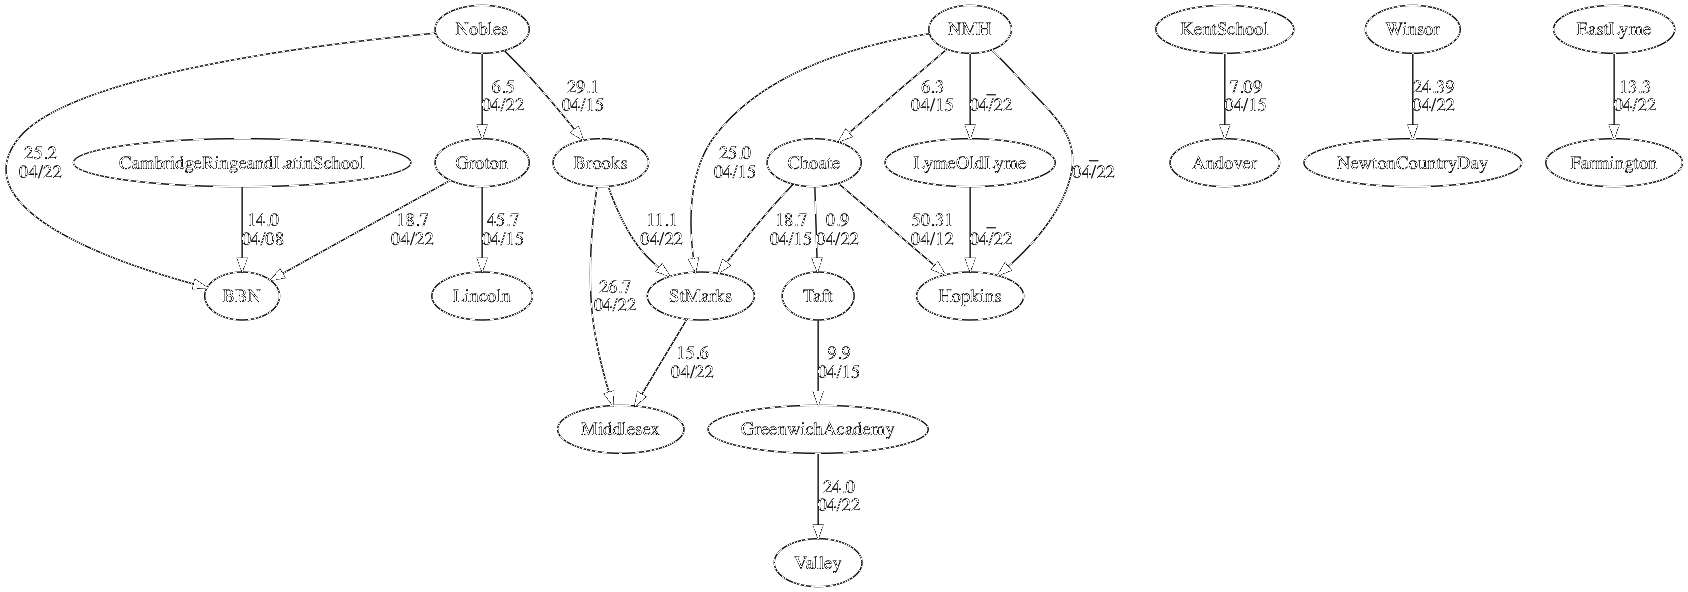 Nobles
NMH
KentSchool
Winsor
EastLyme
6.5
04/22
29.1
04/15
6.3
04/15
_
04/22
7.09
04/15
24.39
04/22
13.3
04/22
25.2
04/22
CambridgeRingeandLatinSchool
Groton
Brooks
25.0
04/15
Choate
LymeOldLyme
_
04/22
Andover
NewtonCountryDay
Farmington
14.0
04/08
18.7
04/22
45.7
04/15
11.1
04/22
18.7
04/15
0.9
04/22
50.31
04/12
_
04/22
BBN
Lincoln
26.7
04/22
StMarks
Taft
Hopkins
15.6
04/22
9.9
04/15
Middlesex
GreenwichAcademy
24.0
04/22
Valley